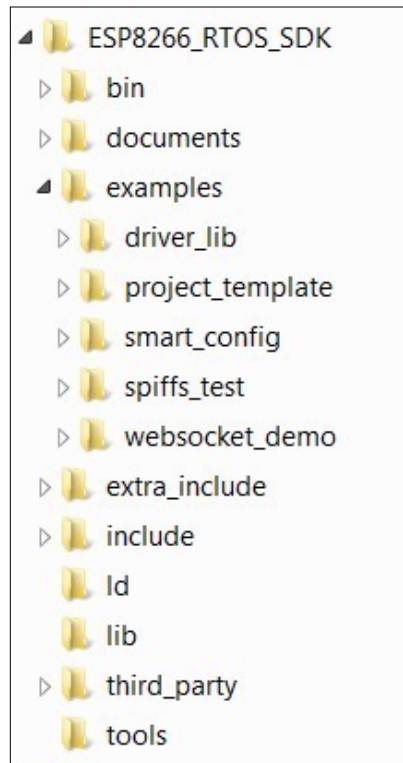 ESP8266_RTOS_SDK
bin
documents
examples
driver_lib
project_template
smart_config
spiffs_test
websocket_demo
extra_include
include
ld
lib
third_party
tools